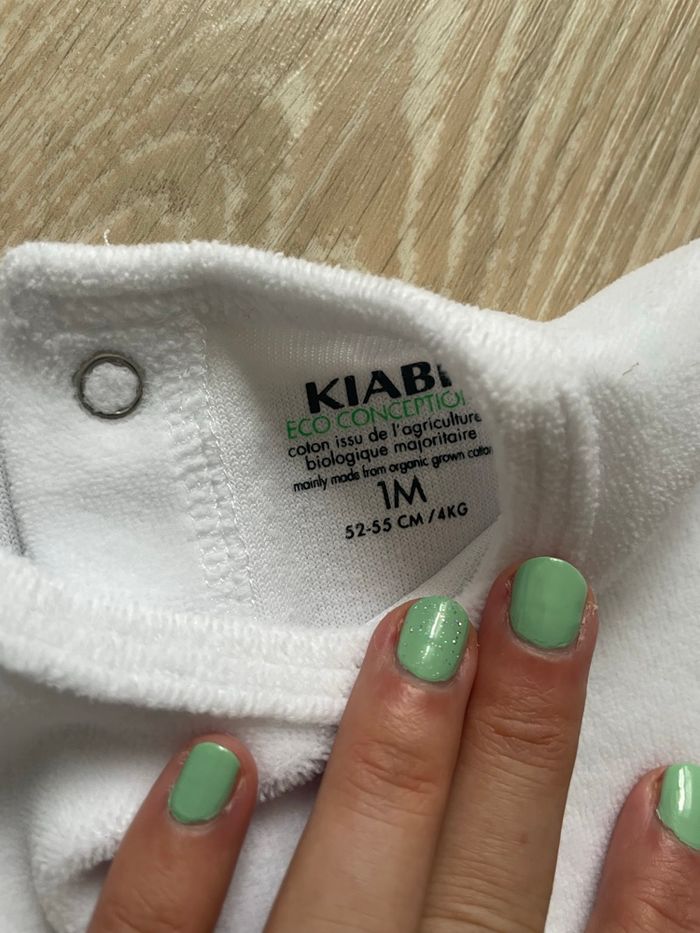 KIABI
ECO CONCEPTION
coton issu de l'agriculture
biologique majoritaire
mainly made from organic grown cotton
1M
52-55 CM / 4KG